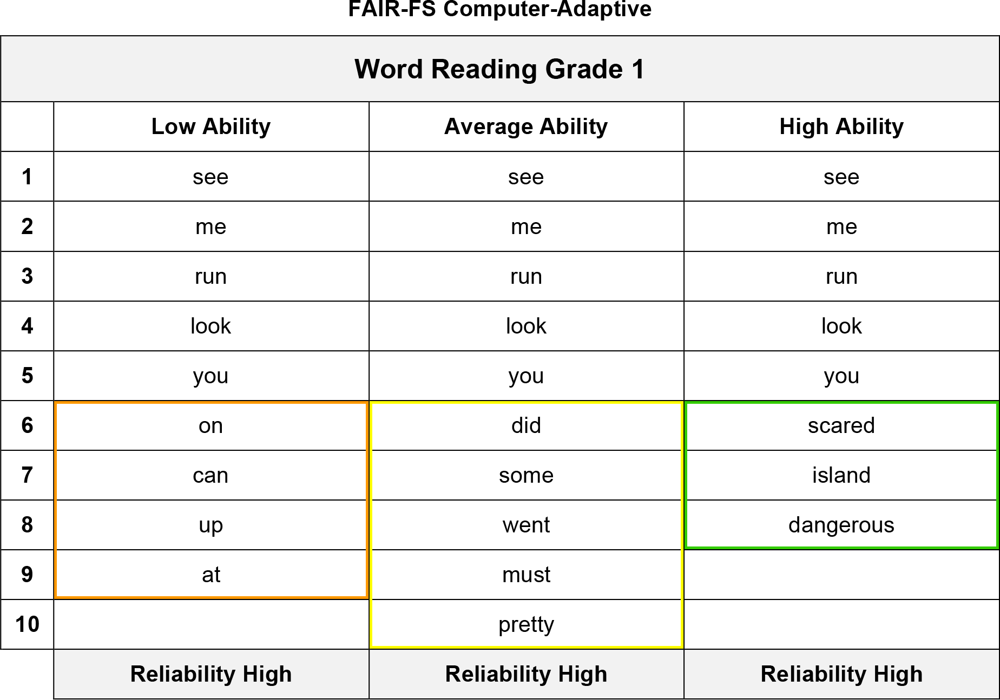 FAIR-FS Computer-Adaptive
Word Reading Grade 1
Low Ability Average Ability High Ability
1 see see see
2 me me me
3 run run run
4 look look look
5 you you you
6 on did scared
7 can some island
8 up went dangerous
9 at must
10 pretty
Reliability High Reliability High Reliability High